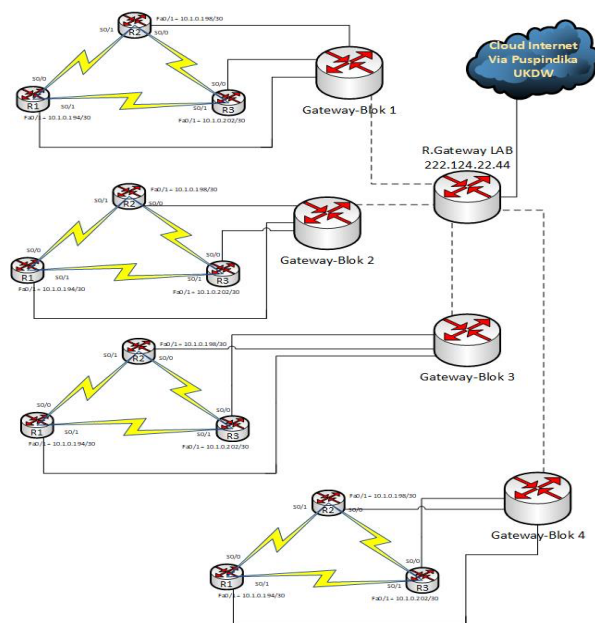 Fa0/1 = 10.1.0.198/30
R2
S0/1
S0/0
S0/0
R1
S0/1
S0/1
R3
Fa0/1 = 10.1.0.194/30
Fa0/1 = 10.1.0.202/30
Gateway-Blok 1
Cloud Internet
Via Puspindika
UKDW
R.Gateway LAB
222.124.22.44
Fa0/1 = 10.1.0.198/30
R2
S0/1
S0/0
S0/0
S0/0
R1
S0/1
S0/1
R3
Fa0/1 = 10.1.0.194/30
Fa0/1 = 10.1.0.202/30
Gateway-Blok 2
Fa0/1 = 10.1.0.198/30
R2
S0/1
S0/0
S0/0
S0/0
R1
S0/1
S0/1
R3
Fa0/1 = 10.1.0.194/30
Fa0/1 = 10.1.0.202/30
Gateway-Blok 3
Fa0/1 = 10.1.0.198/30
R2
S0/1
S0/0
S0/0
S0/0
R1
S0/1
S0/1
R3
Fa0/1 = 10.1.0.194/30
Fa0/1 = 10.1.0.202/30
Gateway-Blok 4